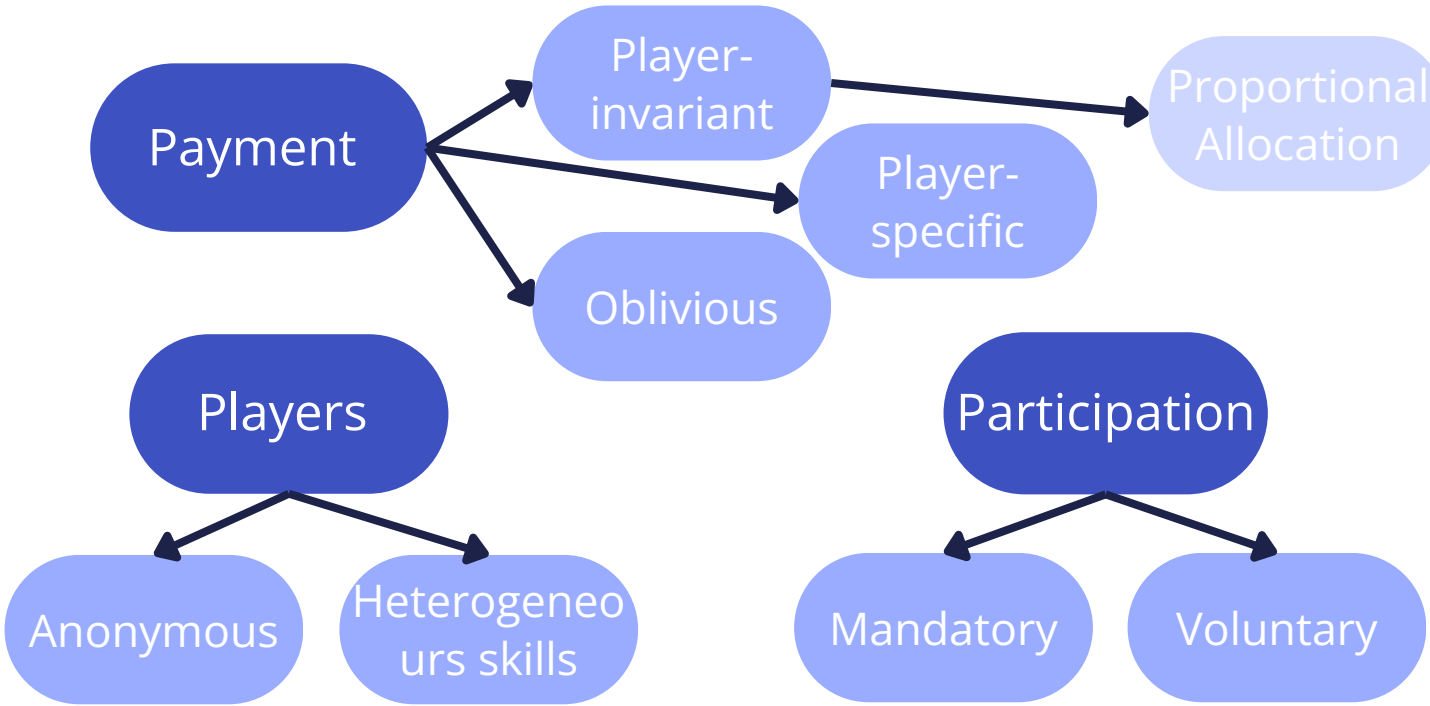 Payment
Player-
invariant
Proportional
Allocation
Player-
specific
Oblivious
Players
Participation
Anonymous
Heterogeneo
urs skills
Mandatory
Voluntary